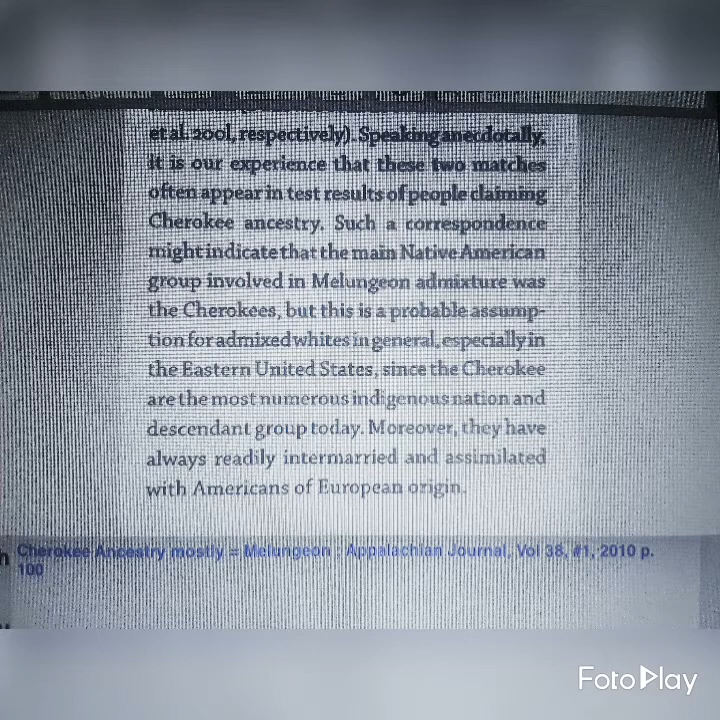 et al. 2001, respectively). Speaking anecdotally,
it is our experience that these two matches
often appear in test results of people claiming
Cherokee ancestry. Such a correspondence
might indicate that the main Native American
group involved in Melungeon admixture was
the Cherokees, but this is a probable assump-
tion for admixed whites in general, especially in
the Eastern United States, since the Cherokee
are the most numerous indigenous nation and
descendant group today. Moreover, they have
always readily intermarried and assimilated
with Americans of European origin.
Cherokee Ancestry mostly = Melungeon : Appalachian Journal, Vol 38, #1, 2010 p.
100
FotoPlay